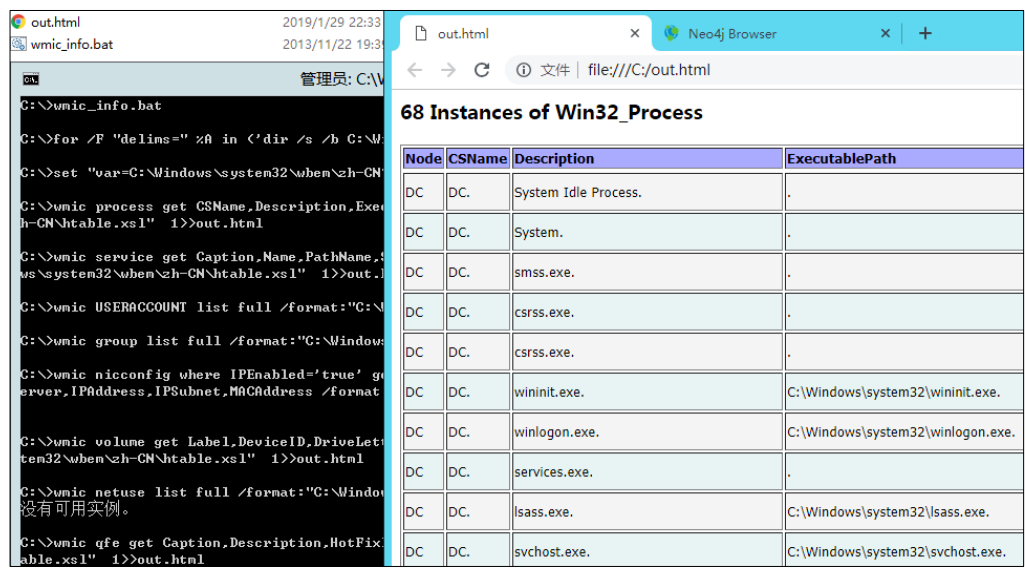 out.html 2019/1/29 22:33
wmic_info.bat 2013/11/22 19:39
管理员: C:\W
C:\>wmic_info.bat
C:\>for /F "delims=" %A in ('dir /s /b C:\Wi
C:\>set "var=C:\Windows\system32\wbem\zh-CN
C:\>wmic process get CSName,Description,Exec
h-CN\htable.xsl" 1>>out.html
C:\>wmic service get Caption,Name,PathName,S
ws\system32\wbem\zh-CN\htable.xsl" 1>>out.h
C:\>wmic USERACCOUNT list full /format:"C:\W
C:\>wmic group list full /format:"C:\Windows
C:\>wmic nicconfig where IPEnabled='true' ge
erver,IPAddress,IPSubnet,MACAddress /format
C:\>wmic volume get Label,DeviceID,DriveLett
tem32\wbem\zh-CN\htable.xsl" 1>>out.html
C:\>wmic netuse list full /format:"C:\Window
没有可用实例。
C:\>wmic qfe get Caption,Description,HotFix
able.xsl" 1>>out.html
out.html
Neo4j Browser
文件 file:///C:/out.html
68 Instances of Win32_Process
Node CSName Description ExecutablePath
DC DC. System Idle Process. .
DC DC. System. .
DC DC. smss.exe. .
DC DC. csrss.exe. .
DC DC. csrss.exe. .
DC DC. wininit.exe. C:\Windows\system32\wininit.exe.
DC DC. winlogon.exe. C:\Windows\system32\winlogon.exe.
DC DC. services.exe. .
DC DC. lsass.exe. C:\Windows\system32\lsass.exe.
DC DC. svchost.exe. C:\Windows\system32\svchost.exe.